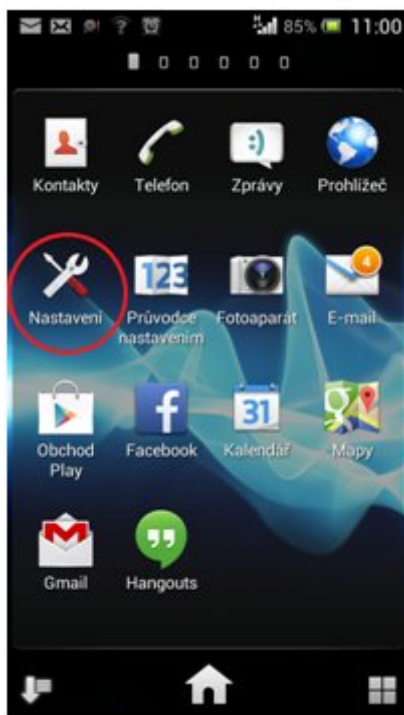 85% 11:00
Kontakty Telefon Zprávy Prohlížeč
123 :) 4
Nastavení Průvodce Fotoaparát E-mail
nastavením
31
Obchod Facebook Kalendář Mapy
Play
Gmail Hangouts